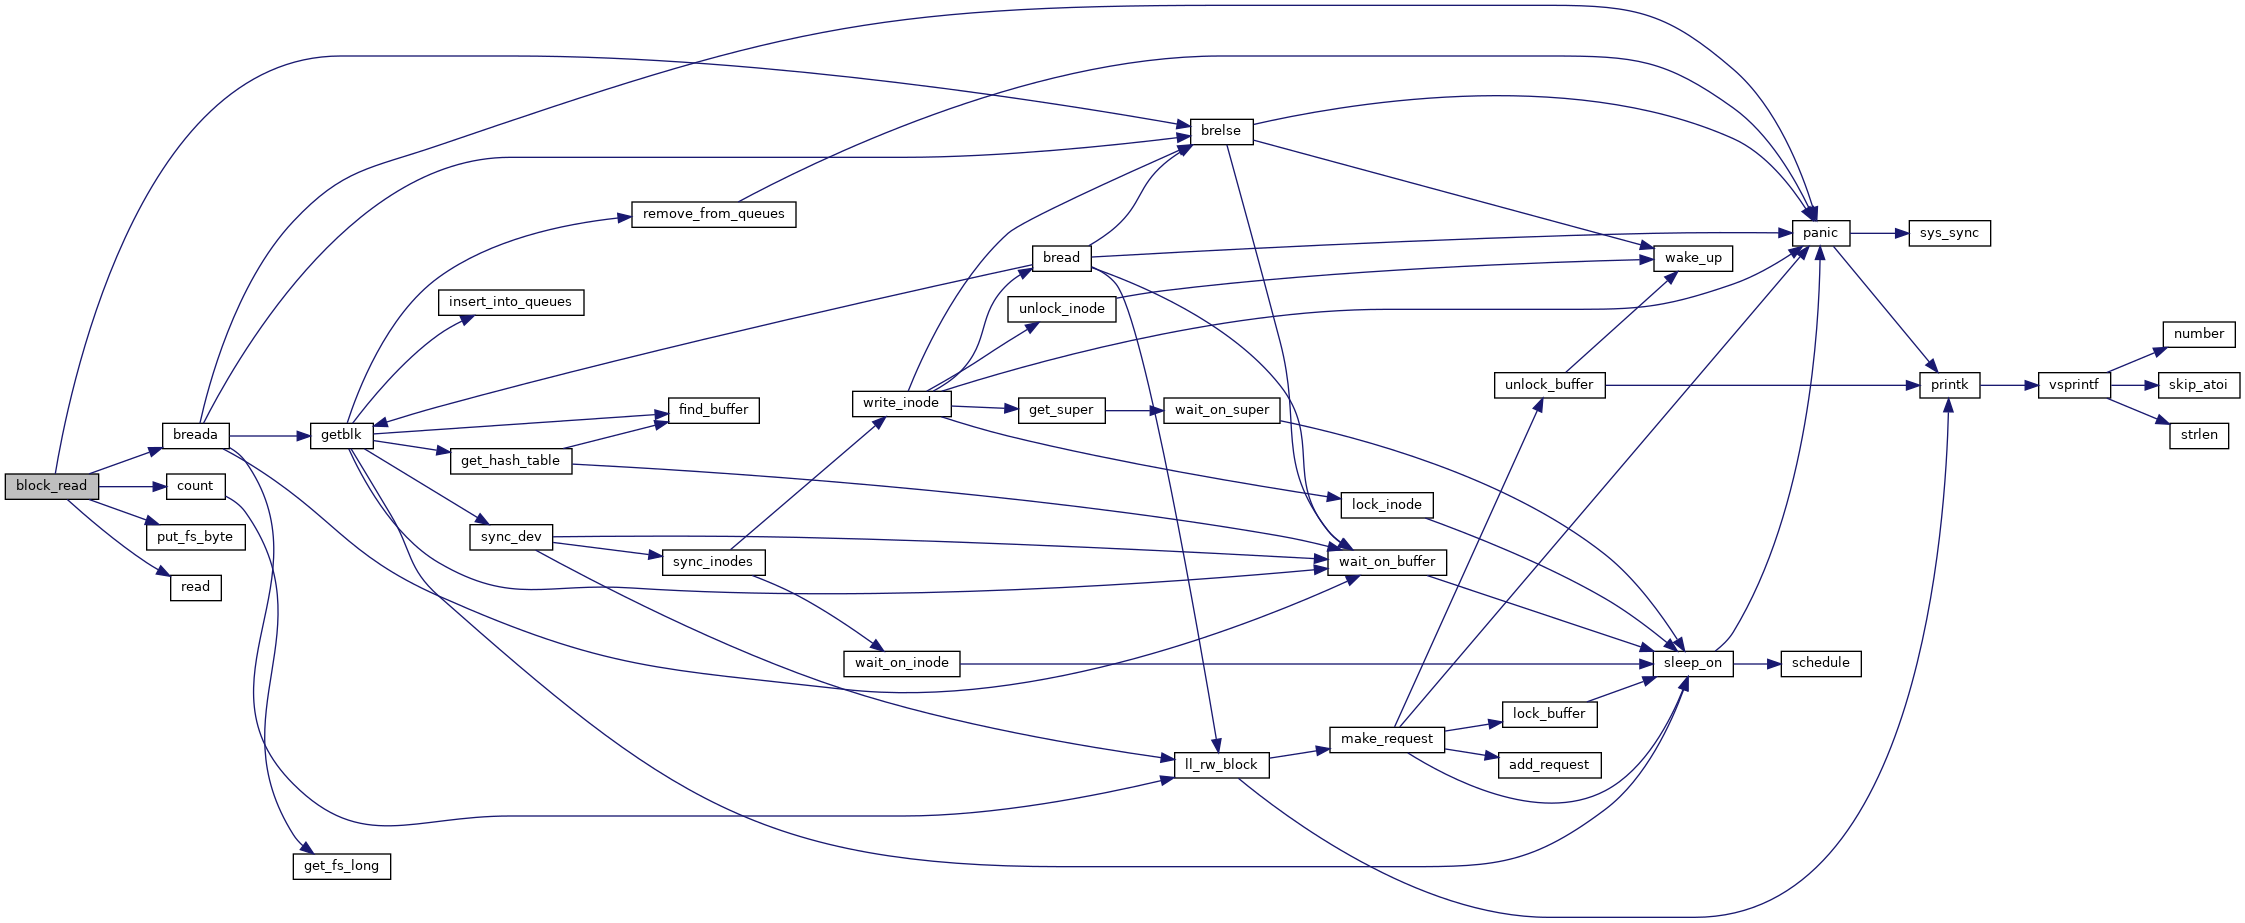 block_read
breada
count
put_fs_byte
read
getblk
get_fs_long
remove_from_queues
insert_into_queues
find_buffer
get_hash_table
sync_dev
sync_inodes
write_inode
wait_on_inode
bread
unlock_inode
get_super
brelse
wait_on_super
ll_rw_block
lock_inode
wait_on_buffer
make_request
unlock_buffer
lock_buffer
add_request
wake_up
sleep_on
panic
schedule
sys_sync
printk
vsprintf
number
skip_atoi
strlen